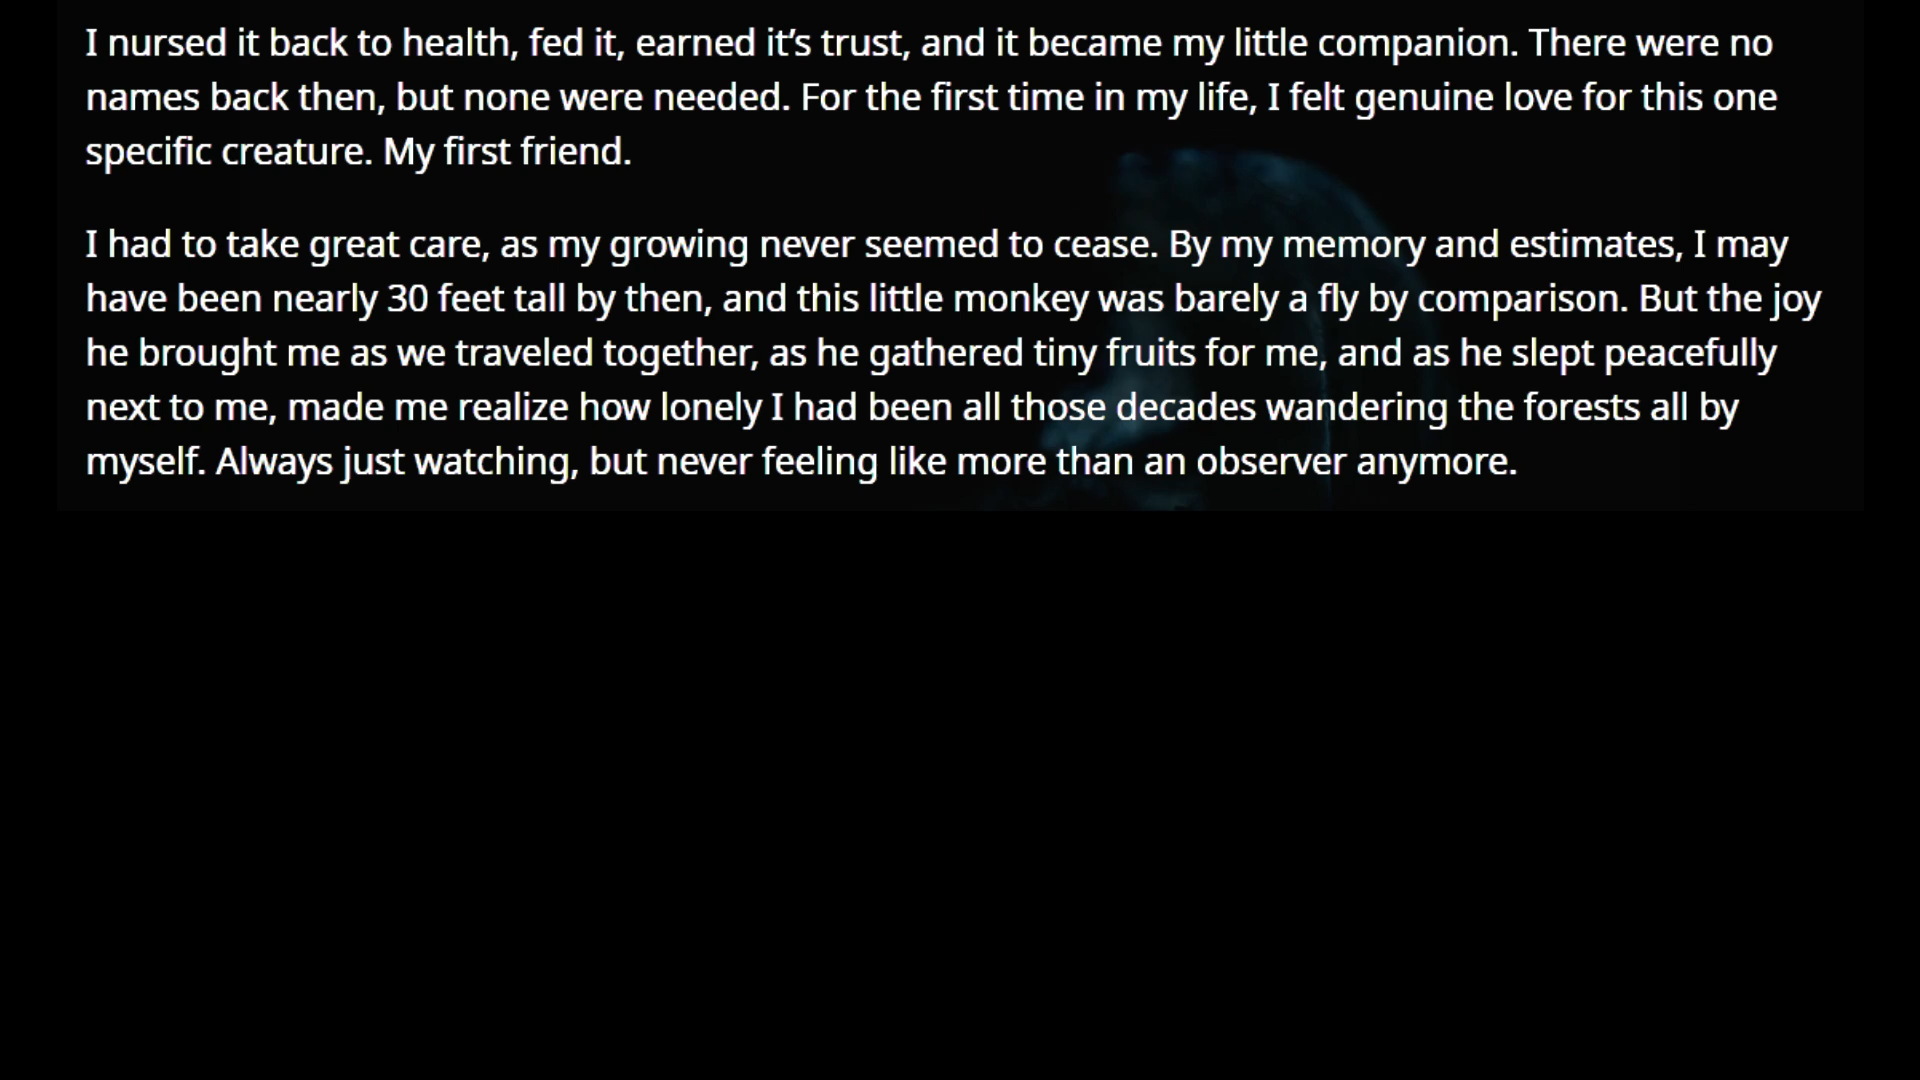 I nursed it back to health, fed it, earned it’s trust, and it became my little companion. There were no
names back then, but none were needed. For the first time in my life, I felt genuine love for this one
specific creature. My first friend.
I had to take great care, as my growing never seemed to cease. By my memory and estimates, I may
have been nearly 30 feet tall by then, and this little monkey was barely a fly by comparison. But the joy
he brought me as we traveled together, as he gathered tiny fruits for me, and as he slept peacefully
next to me, made me realize how lonely I had been all those decades wandering the forests all by
myself. Always just watching, but never feeling like more than an observer anymore.